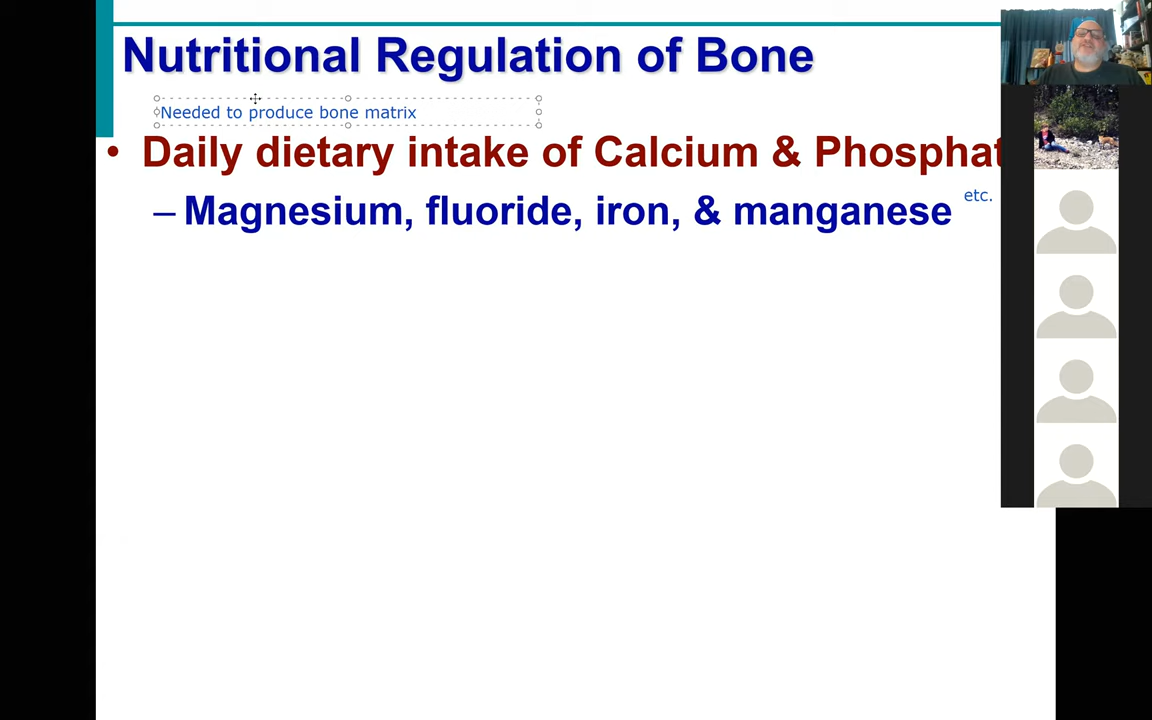 Nutritional Regulation of Bone
Needed to produce bone matrix
• Daily dietary intake of Calcium & Phosphat
– Magnesium, fluoride, iron, & manganese etc.